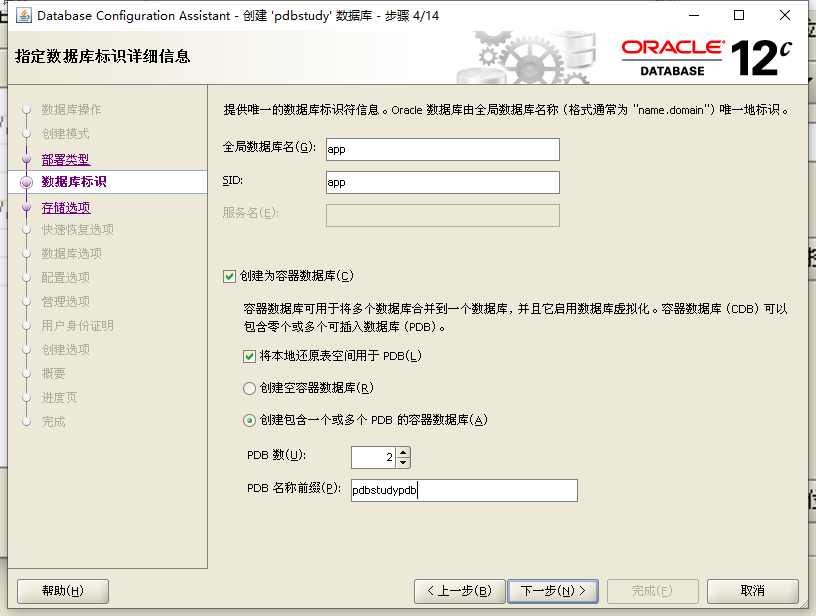 Database Configuration Assistant - 创建 'pdbstudy' 数据库 - 步骤 4/14
指定数据库标识详细信息
ORACLE®
DATABASE
12c
数据库操作
创建模式
部署类型
数据库标识
存储选项
快速恢复选项
数据库选项
配置选项
管理选项
用户身份证明
创建选项
概要
进度页
完成
提供唯一的数据库标识符信息。Oracle 数据库由全局数据库名称 (格式通常为 "name.domain") 唯一地标识。
全局数据库名(G): app
SID: app
服务名(E):
创建为容器数据库(C)
容器数据库可用于将多个数据库合并到一个数据库, 并且它启用数据库虚拟化。容器数据库 (CDB) 可以
包含零个或多个可插入数据库 (PDB)。
将本地还原表空间用于 PDB(L)
创建空容器数据库(R)
创建包含一个或多个 PDB 的容器数据库(A)
PDB 数(U): 2
PDB 名称前缀(P): pdbstudypdb
帮助(H)
< 上一步(B)
下一步(N) >
完成(F)
取消